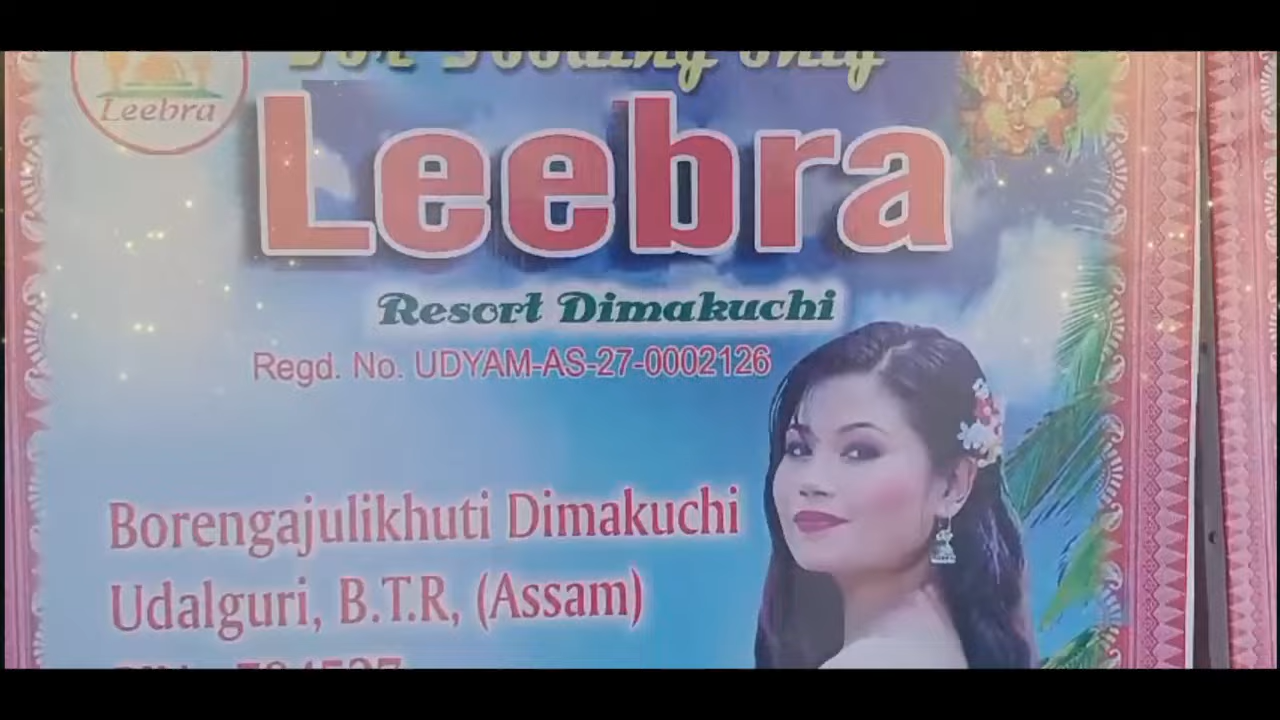 Leebra
Leebra
Resort Dimakuchi
Regd. No. UDYAM-AS-27-0002126
Borengajulikhuti Dimakuchi
Udalguri, B.T.R, (Assam)